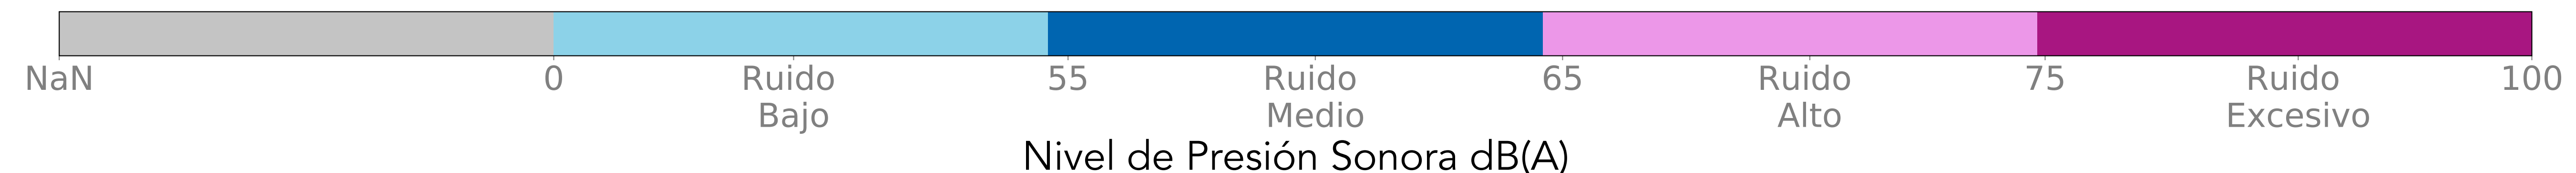 NaN 0 Ruido 55 Ruido 65 Ruido 75 Ruido 100
Bajo Medio Alto Excesivo
Nivel de Presión Sonora dB(A)